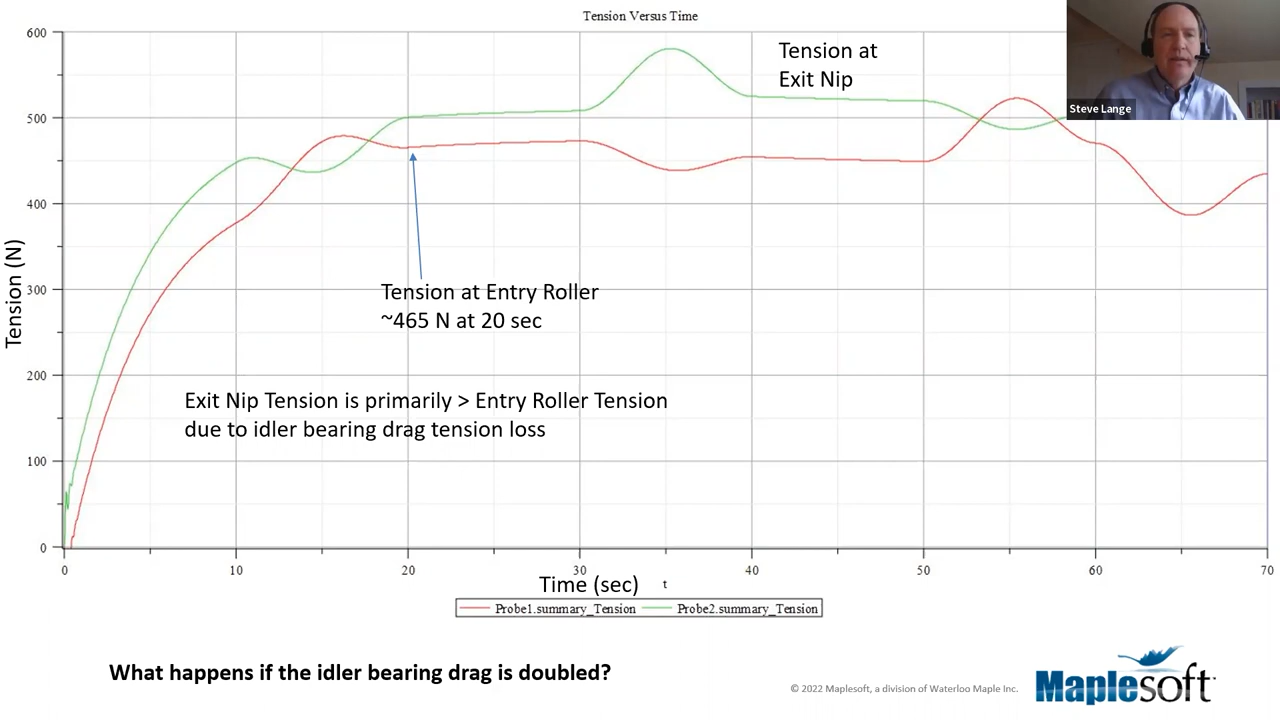 Tension Versus Time
600
500
400
300
200
100
0
Tension (N)
Tension at
Exit Nip
Steve Lange
Tension at Entry Roller
~465 N at 20 sec
Exit Nip Tension is primarily > Entry Roller Tension
due to idler bearing drag tension loss
0 10 20 30 40 50 60 70
Time (sec) t
Probe1.summary_Tension Probe2.summary_Tension
What happens if the idler bearing drag is doubled?
© 2022 Maplesoft, a division of Waterloo Maple Inc.
Maplesoft